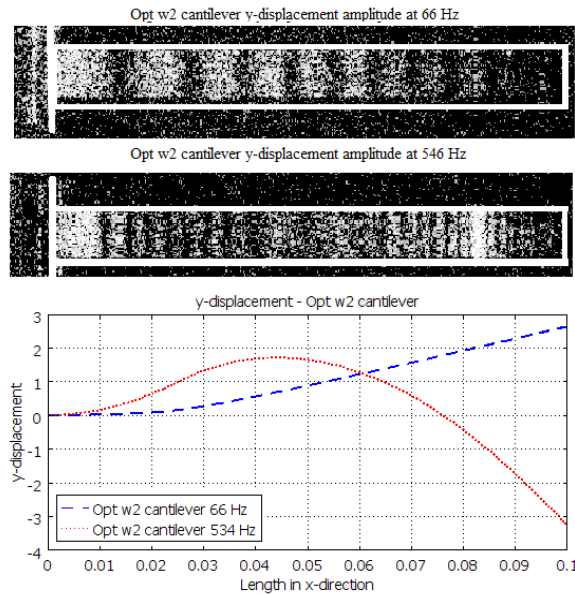 Opt w2 cantilever y-displacement amplitude at 66 Hz
Opt w2 cantilever y-displacement amplitude at 546 Hz
y-displacement - Opt w2 cantilever
3
2
1
0
-1
-2
-3
-4
y-displacement
Opt w2 cantilever 66 Hz
Opt w2 cantilever 534 Hz
0 0.01 0.02 0.03 0.04 0.05 0.06 0.07 0.08 0.09 0.1
Length in x-direction